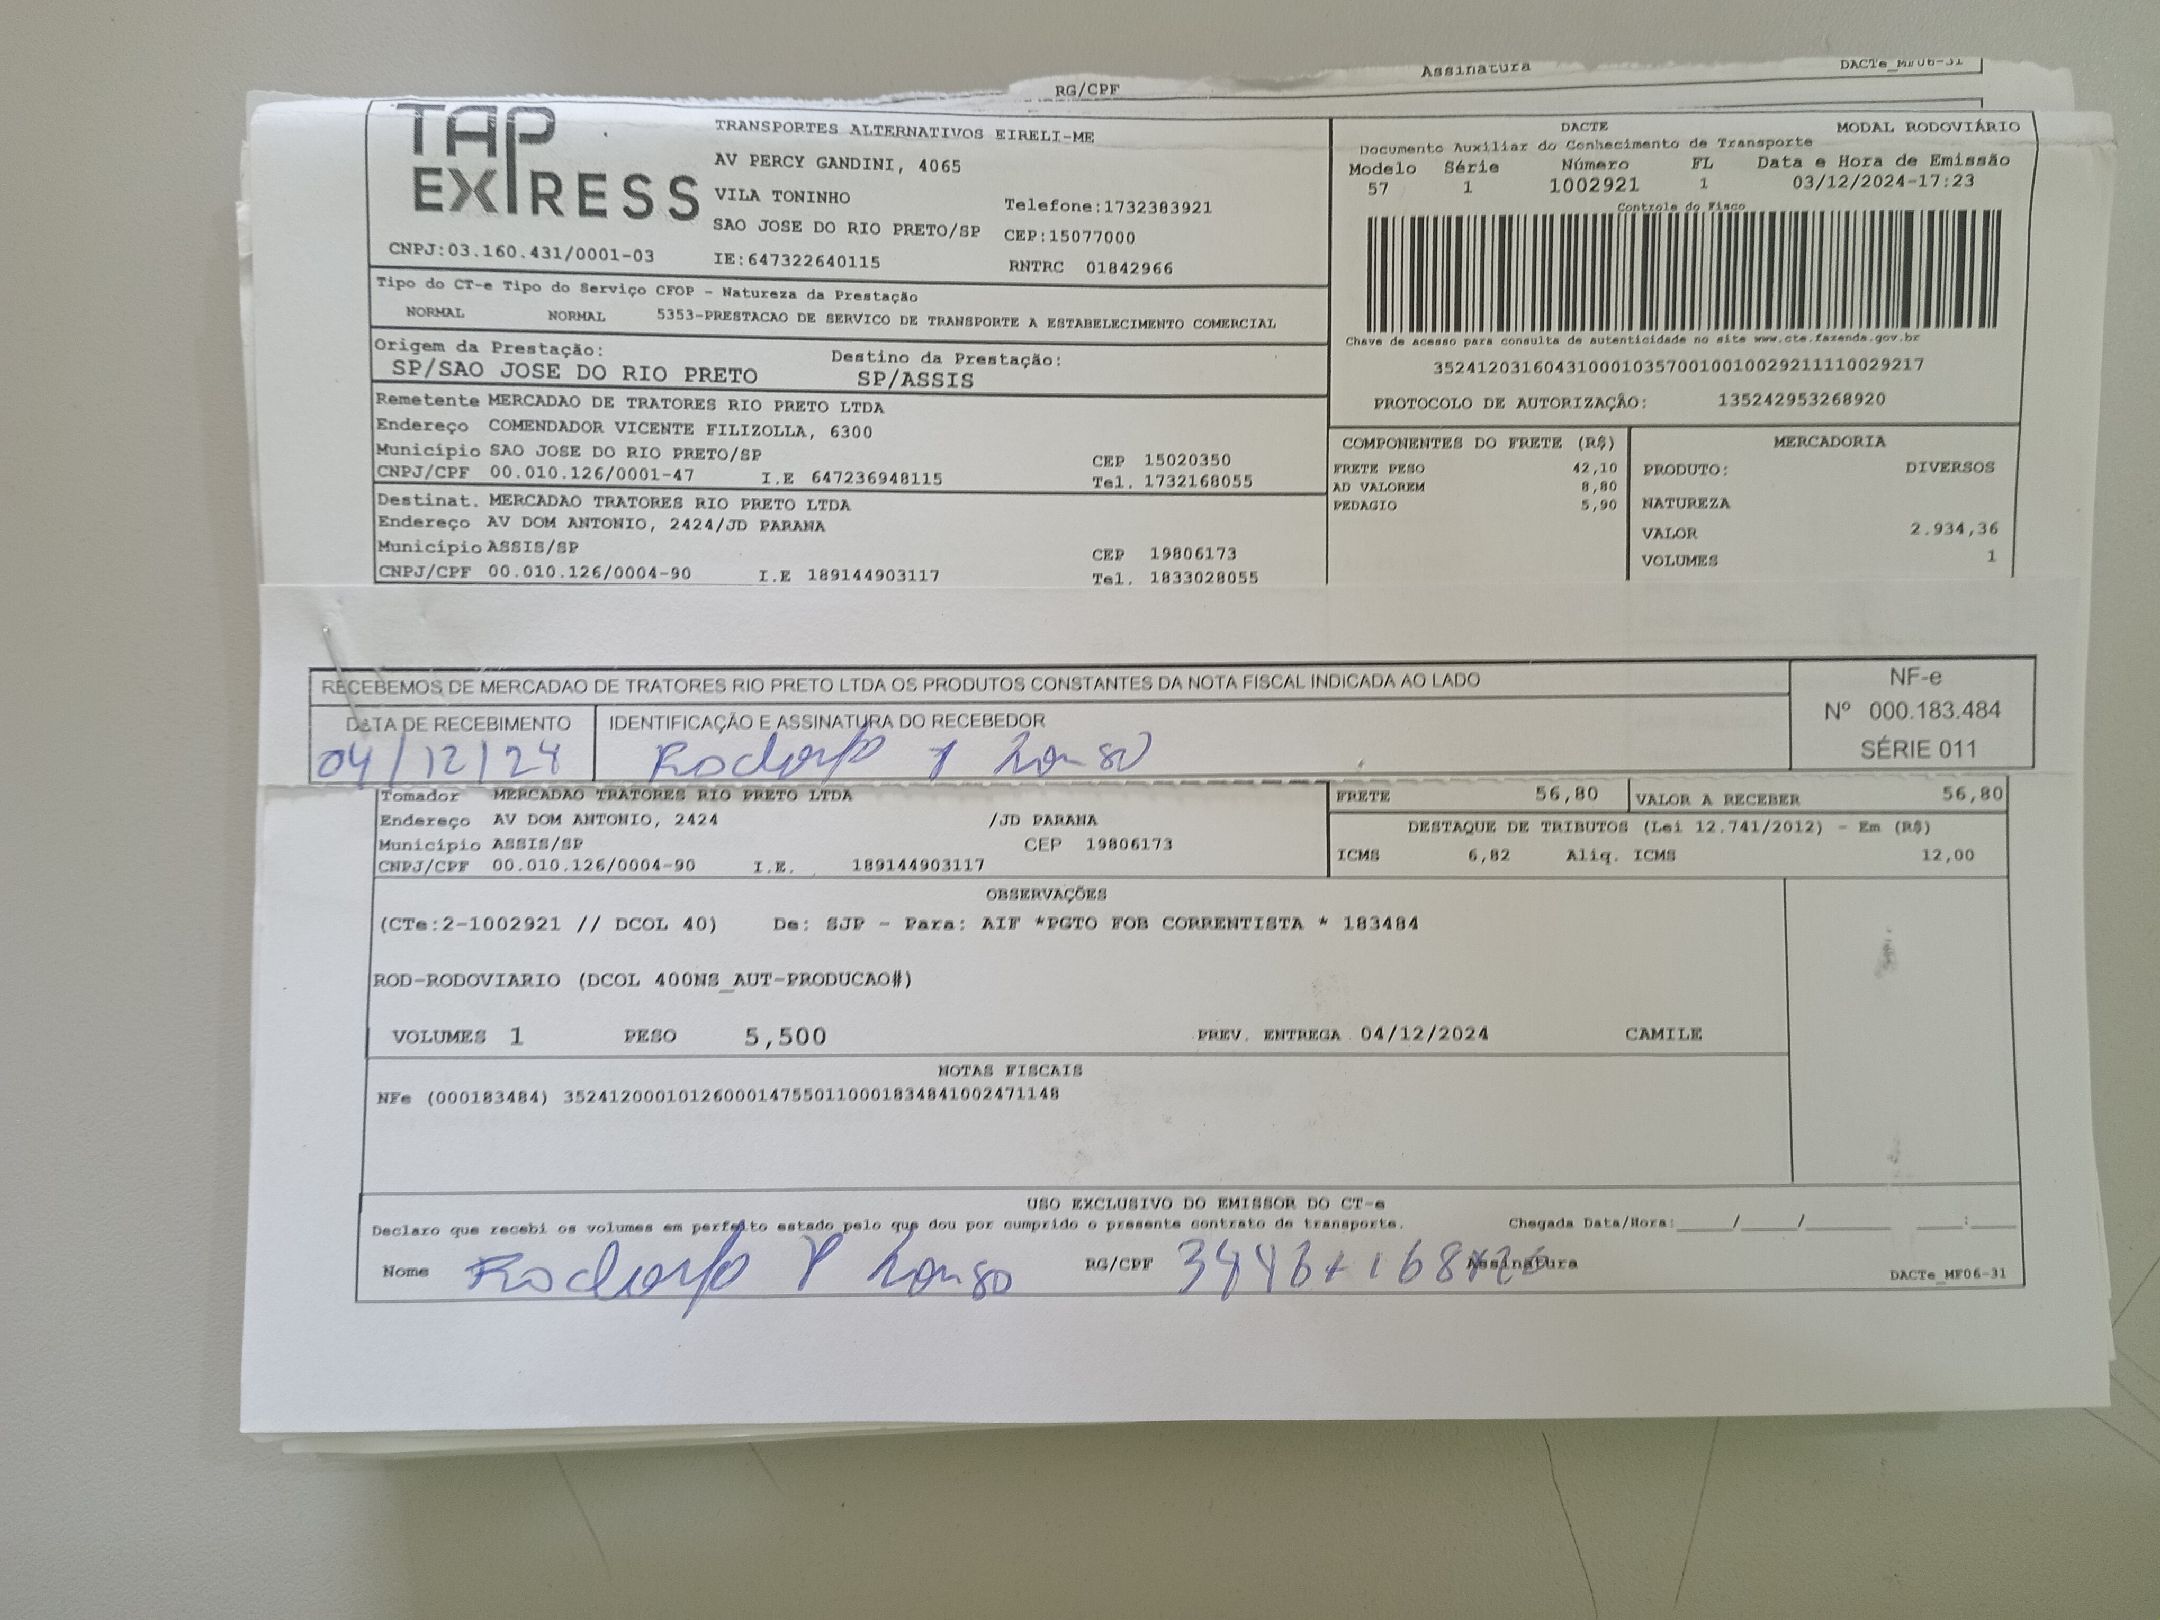 RG/CPF
Assinatura
DACTe_MF06-31
TAP EXPRESS
TRANSPORTES ALTERNATIVOS EIRELI-ME
AV PERCY GANDINI, 4065
VILA TONINHO
Telefone:1732383921
SAO JOSE DO RIO PRETO/SP CEP:15077000
CNPJ:03.160.431/0001-03 IE:647322640115 RNTRC 01842966
DACTE MODAL RODOVIÁRIO
Documento Auxiliar do Conhecimento de Transporte
Modelo Série Número FL Data e Hora de Emissão
57 1 1002921 1 03/12/2024-17:23
Controle do Fisco
Chave de acesso para consulta de autenticidade no site www.cte.fazenda.gov.br
35241203160431000103570010010029211110029217
PROTOCOLO DE AUTORIZAÇÃO: 135242953268920
Tipo do CT-e Tipo do Serviço CFOP - Natureza da Prestação
NORMAL NORMAL 5353-PRESTACAO DE SERVICO DE TRANSPORTE A ESTABELECIMENTO COMERCIAL
Origem da Prestação: Destino da Prestação:
SP/SAO JOSE DO RIO PRETO SP/ASSIS
Remetente MERCADAO DE TRATORES RIO PRETO LTDA
Endereço COMENDADOR VICENTE FILIZOLLA, 6300
Município SAO JOSE DO RIO PRETO/SP CEP 15020350
CNPJ/CPF 00.010.126/0001-47 I.E 647236948115 Tel. 1732168055
Destinat. MERCADAO TRATORES RIO PRETO LTDA
Endereço AV DOM ANTONIO, 2424/JD PARANA
Município ASSIS/SP CEP 19806173
CNPJ/CPF 00.010.126/0004-90 I.E 189144903117 Tel. 1833028055
COMPONENTES DO FRETE (R$)
FRETE PESO 42,10
AD VALOREM 8,80
PEDAGIO 5,90
MERCADORIA
PRODUTO: DIVERSOS
NATUREZA
VALOR 2.934,36
VOLUMES 1
RECEBEMOS DE MERCADAO DE TRATORES RIO PRETO LTDA OS PRODUTOS CONSTANTES DA NOTA FISCAL INDICADA AO LADO
DATA DE RECEBIMENTO IDENTIFICAÇÃO E ASSINATURA DO RECEBEDOR
04/12/24
NF-e
Nº 000.183.484
SÉRIE 011
Tomador MERCADAO TRATORES RIO PRETO LTDA
Endereço AV DOM ANTONIO, 2424 /JD PARANA
Município ASSIS/SP CEP 19806173
CNPJ/CPF 00.010.126/0004-90 I.E. 189144903117
FRETE 56,80 VALOR A RECEBER 56,80
DESTAQUE DE TRIBUTOS (Lei 12.741/2012) - Em (R$)
ICMS 6,82 Aliq. ICMS 12,00
OBSERVAÇÕES
(CTe:2-1002921 // DCOL 40) De: SJP - Para: AIF *PGTO FOB CORRENTISTA * 183484
ROD-RODOVIARIO (DCOL 400NS_AUT-PRODUCAO#)
VOLUMES 1 PESO 5,500 PREV. ENTREGA 04/12/2024 CAMILE
NOTAS FISCAIS
NFe (000183484) 35241200010126000147550110001834841002471148
USO EXCLUSIVO DO EMISSOR DO CT-e
Declaro que recebi os volumes em perfeito estado pelo que dou por cumprido o presente contrato de transporte. Chegada Data/Hora:____/____/______ ____:____
Nome RG/CPF Assinatura
DACTe_MF06-31